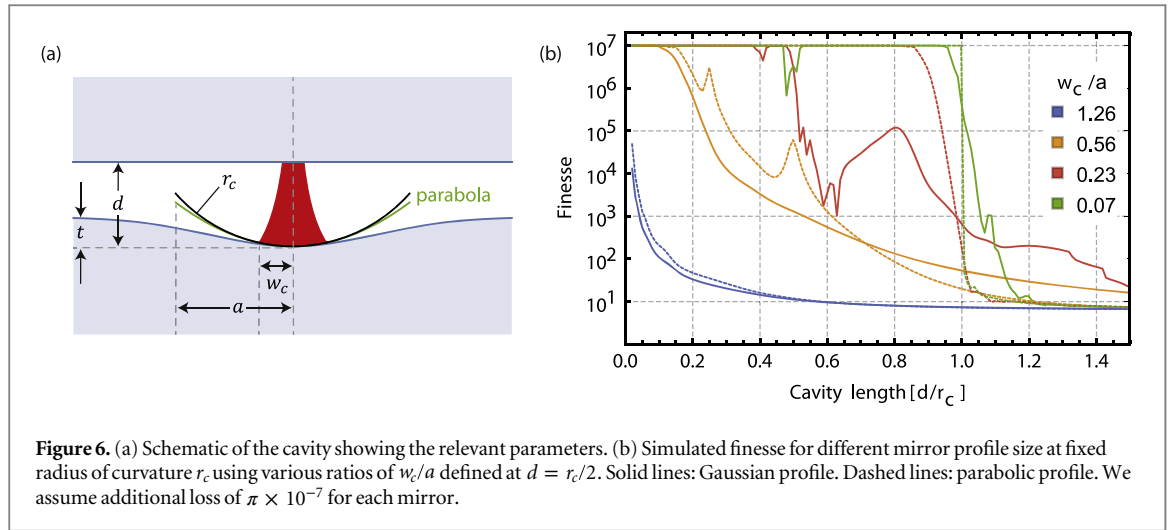 (a)
r_c
parabola
d
t
w_c
a
(b)
Finesse
10^7
10^6
10^5
10^4
10^3
10^2
10^1
w_c /a
1.26
0.56
0.23
0.07
0.0 0.2 0.4 0.6 0.8 1.0 1.2 1.4
Cavity length [d/r_c]
Figure 6. (a) Schematic of the cavity showing the relevant parameters. (b) Simulated finesse for different mirror profile size at fixed
radius of curvature r_c using various ratios of w_c/a defined at d = r_c/2. Solid lines: Gaussian profile. Dashed lines: parabolic profile. We
assume additional loss of π × 10^−7 for each mirror.